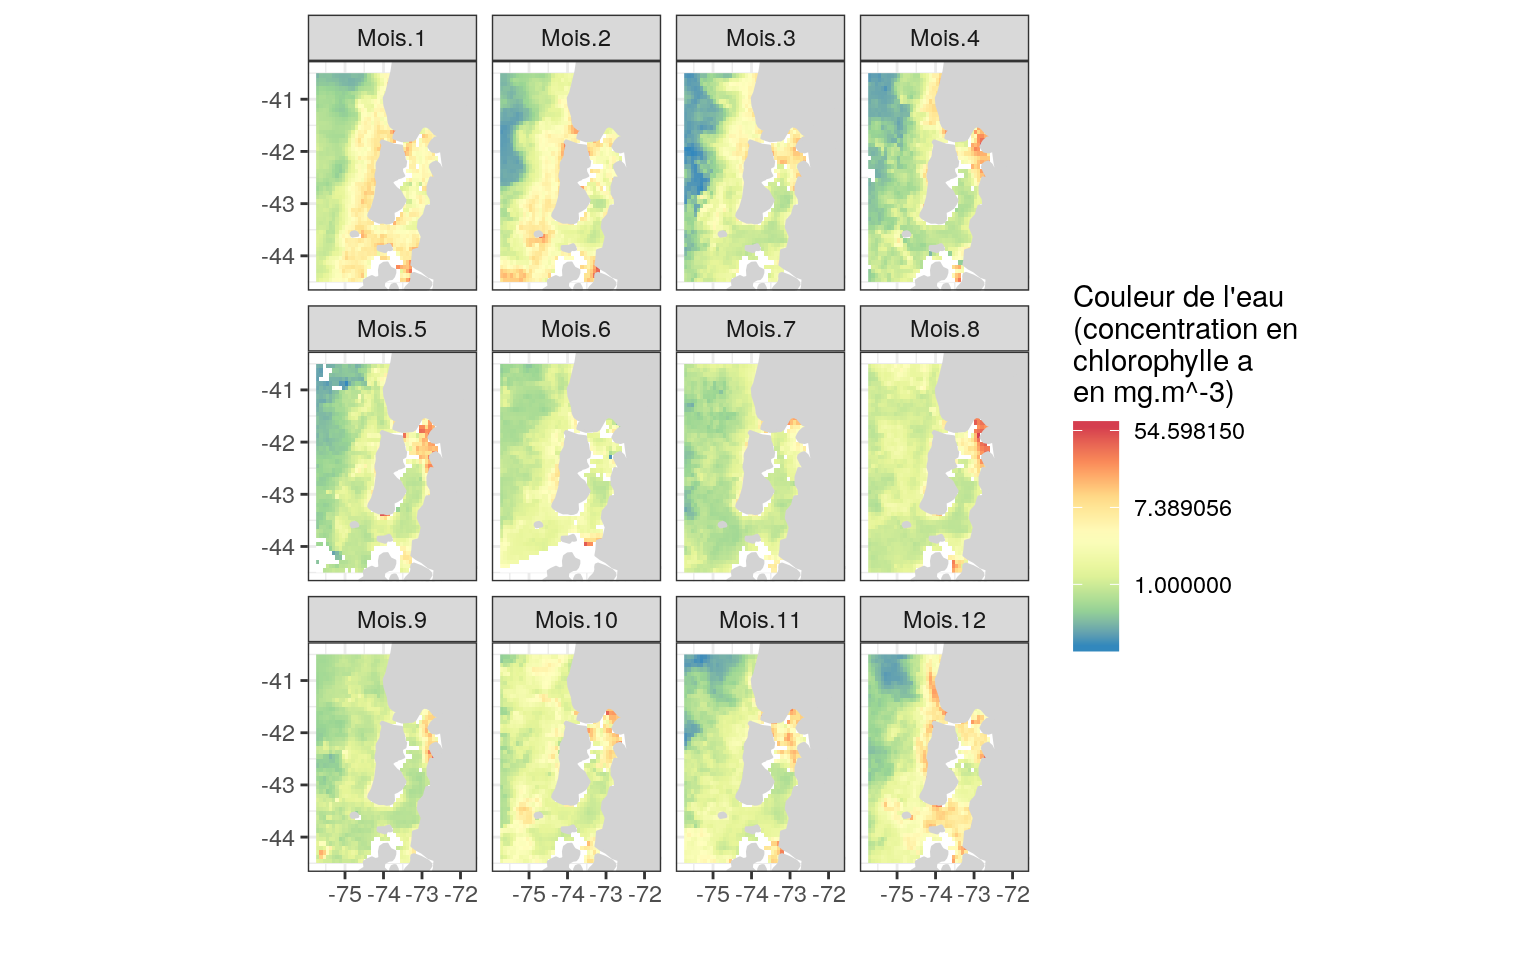 Mois.1 Mois.2 Mois.3 Mois.4
-41
-42
-43
-44
Mois.5 Mois.6 Mois.7 Mois.8
-41
-42
-43
-44
Mois.9 Mois.10 Mois.11 Mois.12
-41
-42
-43
-44
-75 -74 -73 -72 -75 -74 -73 -72 -75 -74 -73 -72 -75 -74 -73 -72
Couleur de l'eau
(concentration en
chlorophylle a
en mg.m^-3)
54.598150
7.389056
1.000000